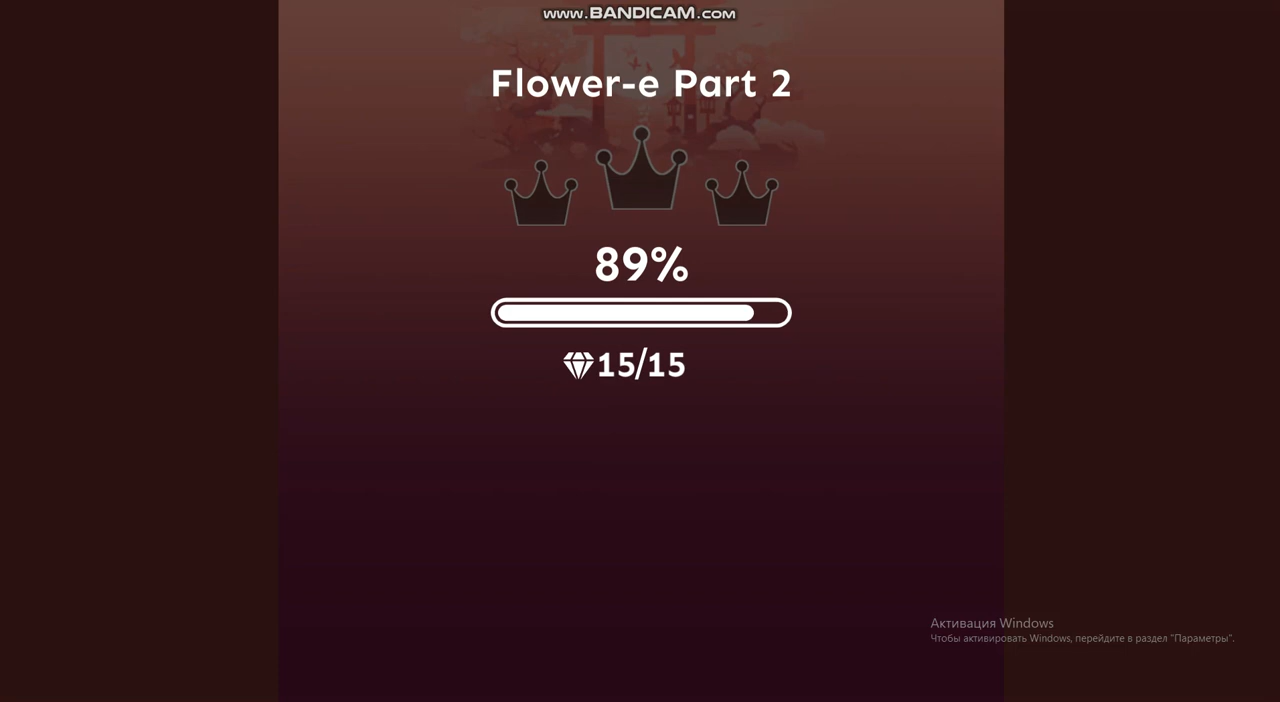 www.BANDICAM.com
Flower-e Part 2
89%
15/15
Активация Windows
Чтобы активировать Windows, перейдите в раздел "Параметры".